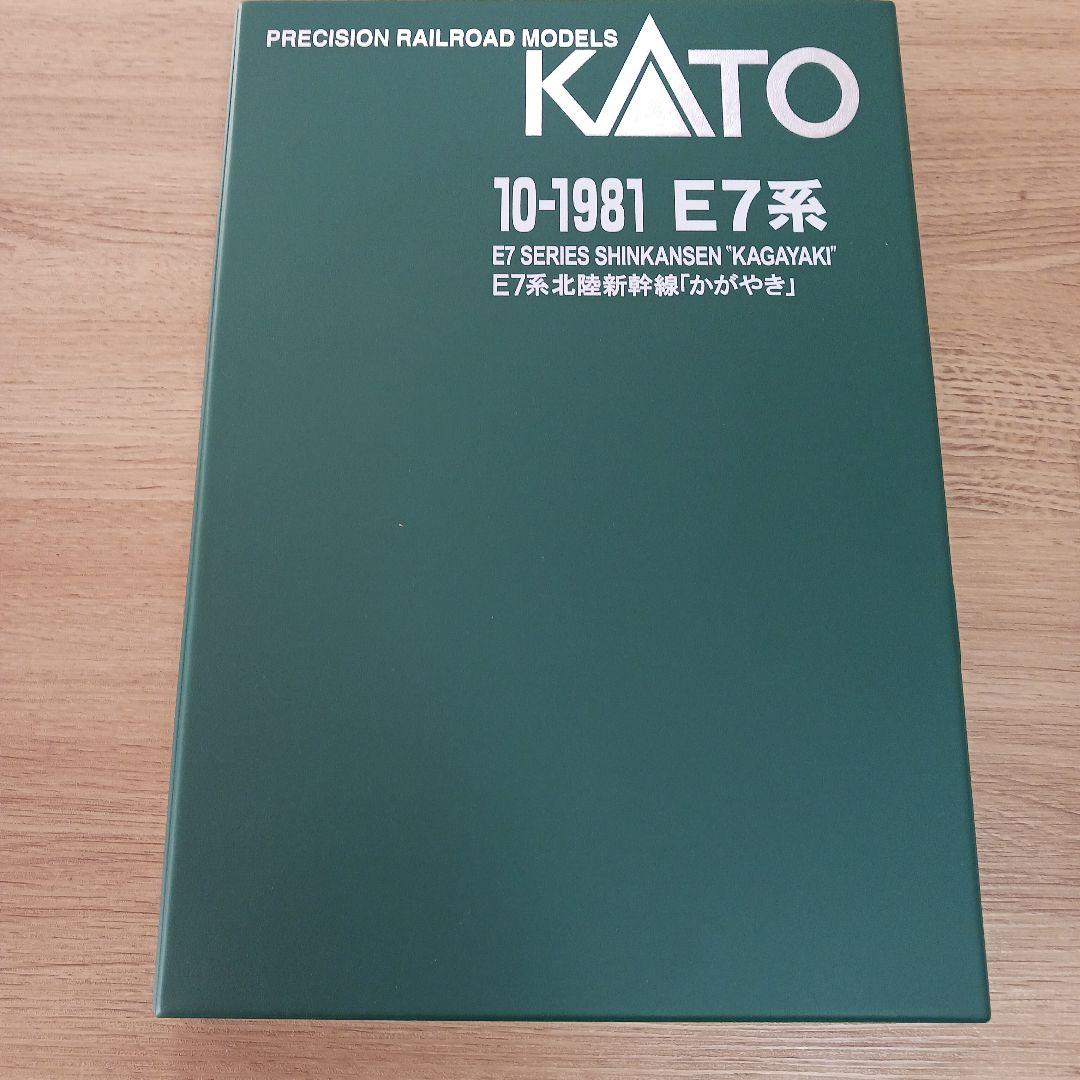 PRECISION RAILROAD MODELS
KATO
10-1981 E7系
E7 SERIES SHINKANSEN "KAGAYAKI"
E7系北陸新幹線「かがやき」